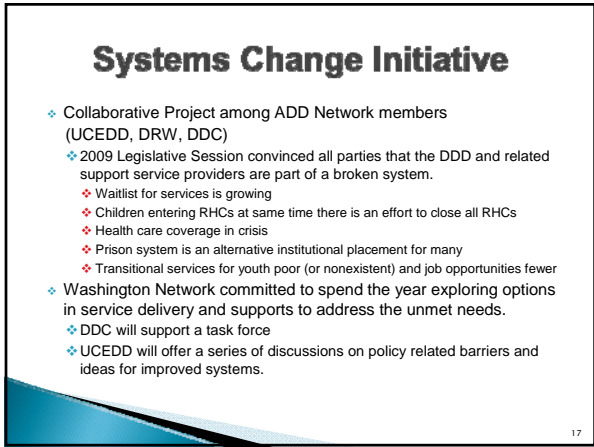 Systems Change Initiative
❖ Collaborative Project among ADD Network members
(UCEDD, DRW, DDC)
❖ 2009 Legislative Session convinced all parties that the DDD and related
support service providers are part of a broken system.
❖ Waitlist for services is growing
❖ Children entering RHCs at same time there is an effort to close all RHCs
❖ Health care coverage in crisis
❖ Prison system is an alternative institutional placement for many
❖ Transitional services for youth poor (or nonexistent) and job opportunities fewer
❖ Washington Network committed to spend the year exploring options
in service delivery and supports to address the unmet needs.
❖ DDC will support a task force
❖ UCEDD will offer a series of discussions on policy related barriers and
ideas for improved systems.
17